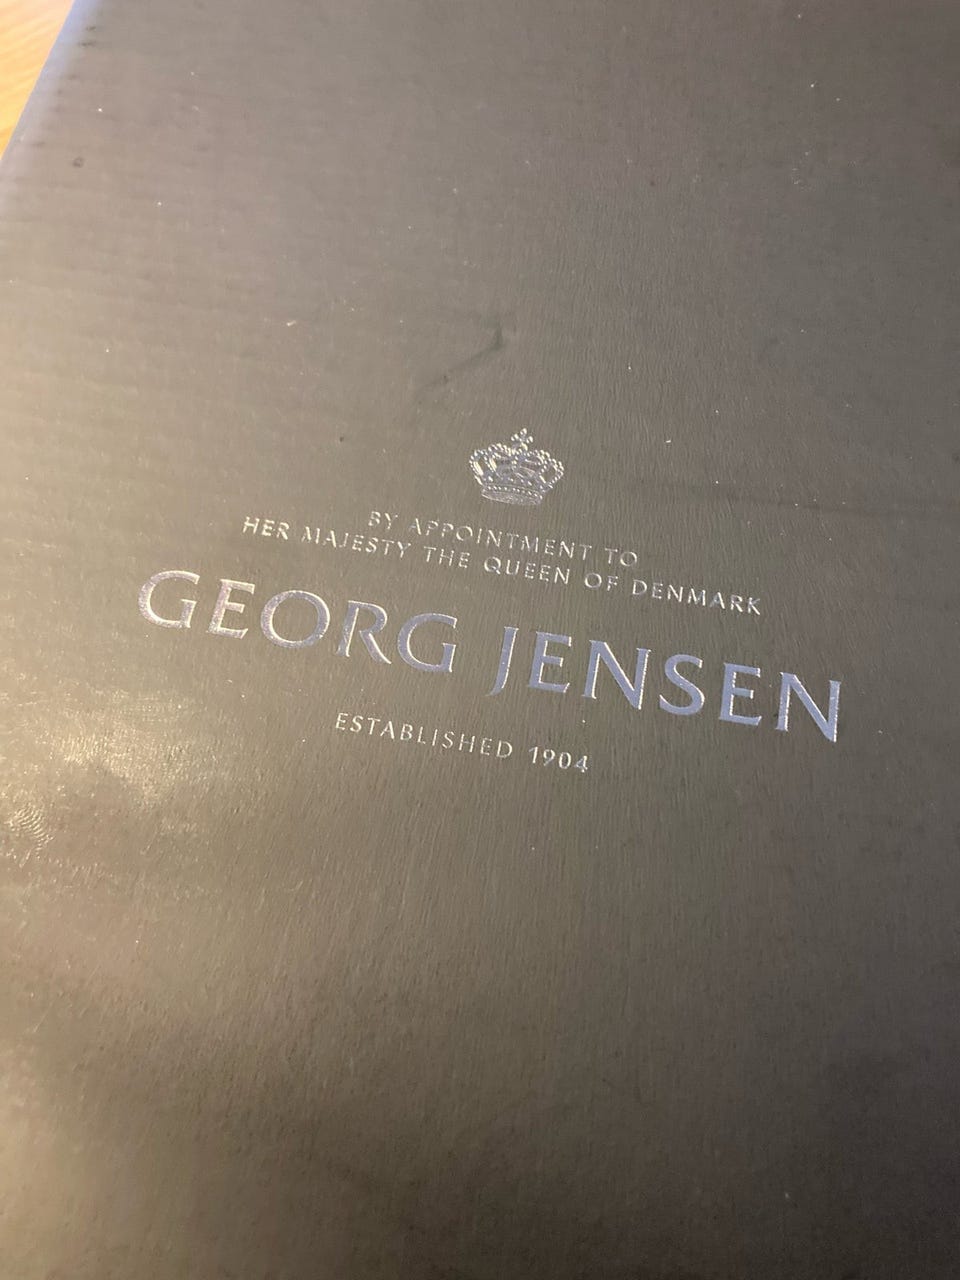 BY APPOINTMENT TO
HER MAJESTY THE QUEEN OF DENMARK
GEORG JENSEN
ESTABLISHED 1904